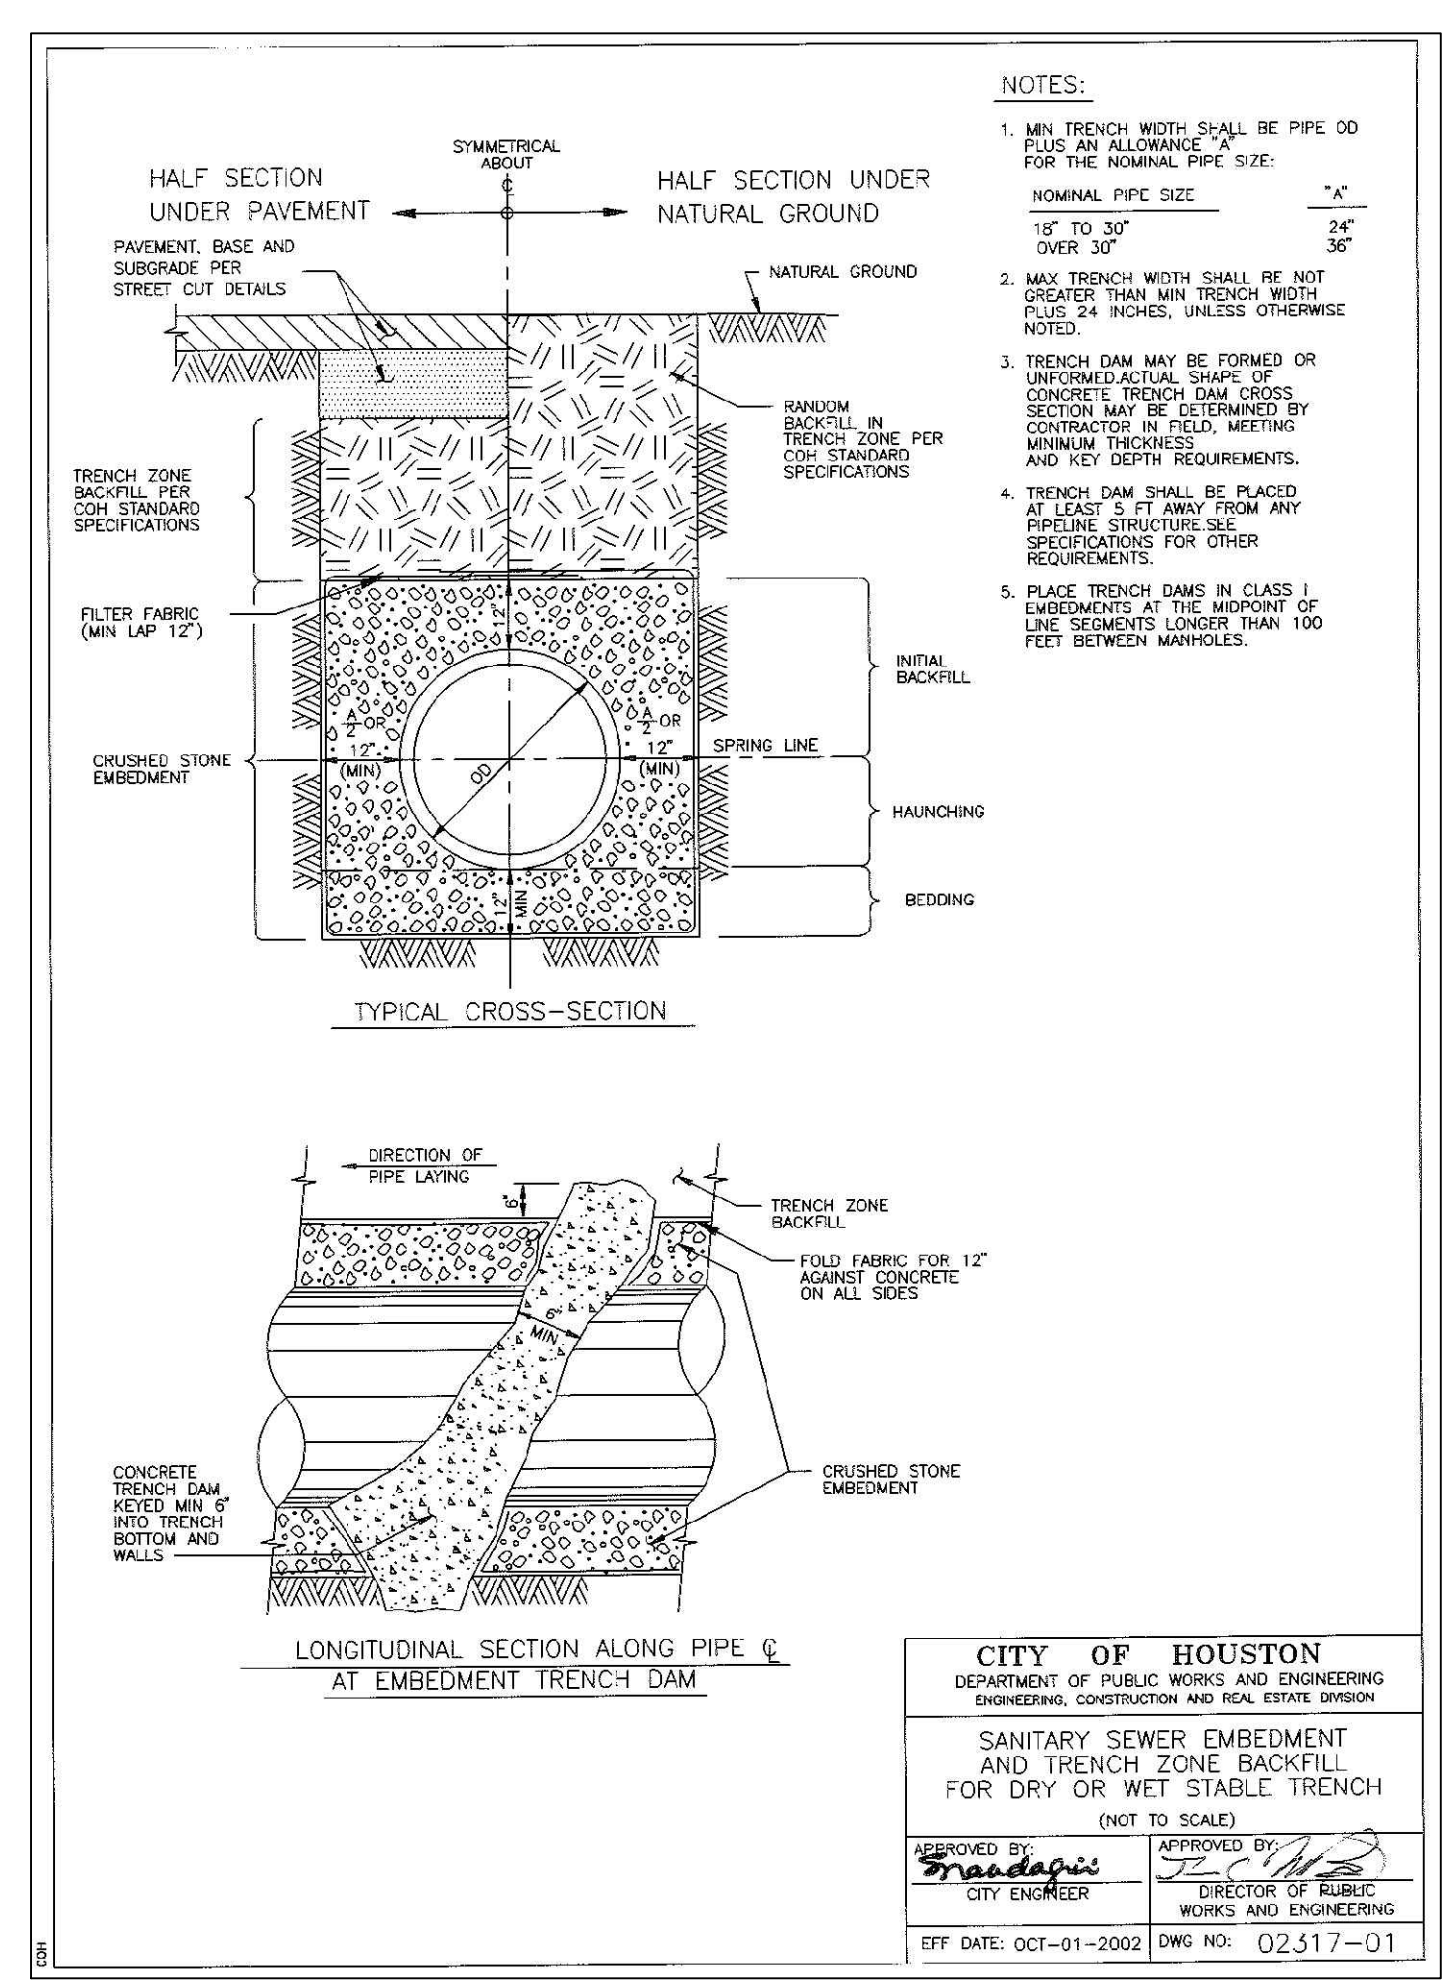 NOTES:
1. MIN TRENCH WIDTH SHALL BE PIPE OD
PLUS AN ALLOWANCE "A"
FOR THE NOMINAL PIPE SIZE:
NOMINAL PIPE SIZE "A"
18" TO 30" 24"
OVER 30" 36"
2. MAX TRENCH WIDTH SHALL BE NOT
GREATER THAN MIN TRENCH WIDTH
PLUS 24 INCHES, UNLESS OTHERWISE
NOTED.
3. TRENCH DAM MAY BE FORMED OR
UNFORMED.ACTUAL SHAPE OF
CONCRETE TRENCH DAM CROSS
SECTION MAY BE DETERMINED BY
CONTRACTOR IN FIELD, MEETING
MINIMUM THICKNESS
AND KEY DEPTH REQUIREMENTS.
4. TRENCH DAM SHALL BE PLACED
AT LEAST 5 FT AWAY FROM ANY
PIPELINE STRUCTURE.SEE
SPECIFICATIONS FOR OTHER
REQUIREMENTS.
5. PLACE TRENCH DAMS IN CLASS I
EMBEDMENTS AT THE MIDPOINT OF
LINE SEGMENTS LONGER THAN 100
FEET BETWEEN MANHOLES.
SYMMETRICAL
ABOUT
℄
HALF SECTION
UNDER PAVEMENT
HALF SECTION UNDER
NATURAL GROUND
PAVEMENT, BASE AND
SUBGRADE PER
STREET CUT DETAILS
NATURAL GROUND
RANDOM
BACKFILL IN
TRENCH ZONE PER
COH STANDARD
SPECIFICATIONS
TRENCH ZONE
BACKFILL PER
COH STANDARD
SPECIFICATIONS
FILTER FABRIC
(MIN LAP 12")
12"
INITIAL
BACKFILL
A/2 OR
12"
(MIN)
A/2 OR
12"
(MIN)
SPRING LINE
OD
CRUSHED STONE
EMBEDMENT
HAUNCHING
12"
MIN
BEDDING
TYPICAL CROSS-SECTION
DIRECTION OF
PIPE LAYING
6"
TRENCH ZONE
BACKFILL
FOLD FABRIC FOR 12"
AGAINST CONCRETE
ON ALL SIDES
6"
MIN
CRUSHED STONE
EMBEDMENT
CONCRETE
TRENCH DAM
KEYED MIN 6"
INTO TRENCH
BOTTOM AND
WALLS
LONGITUDINAL SECTION ALONG PIPE ℄
AT EMBEDMENT TRENCH DAM
CITY OF HOUSTON
DEPARTMENT OF PUBLIC WORKS AND ENGINEERING
ENGINEERING, CONSTRUCTION AND REAL ESTATE DIVISION
SANITARY SEWER EMBEDMENT
AND TRENCH ZONE BACKFILL
FOR DRY OR WET STABLE TRENCH
(NOT TO SCALE)
APPROVED BY:
CITY ENGINEER
APPROVED BY:
DIRECTOR OF PUBLIC
WORKS AND ENGINEERING
EFF DATE: OCT-01-2002
DWG NO: 02317-01
COH